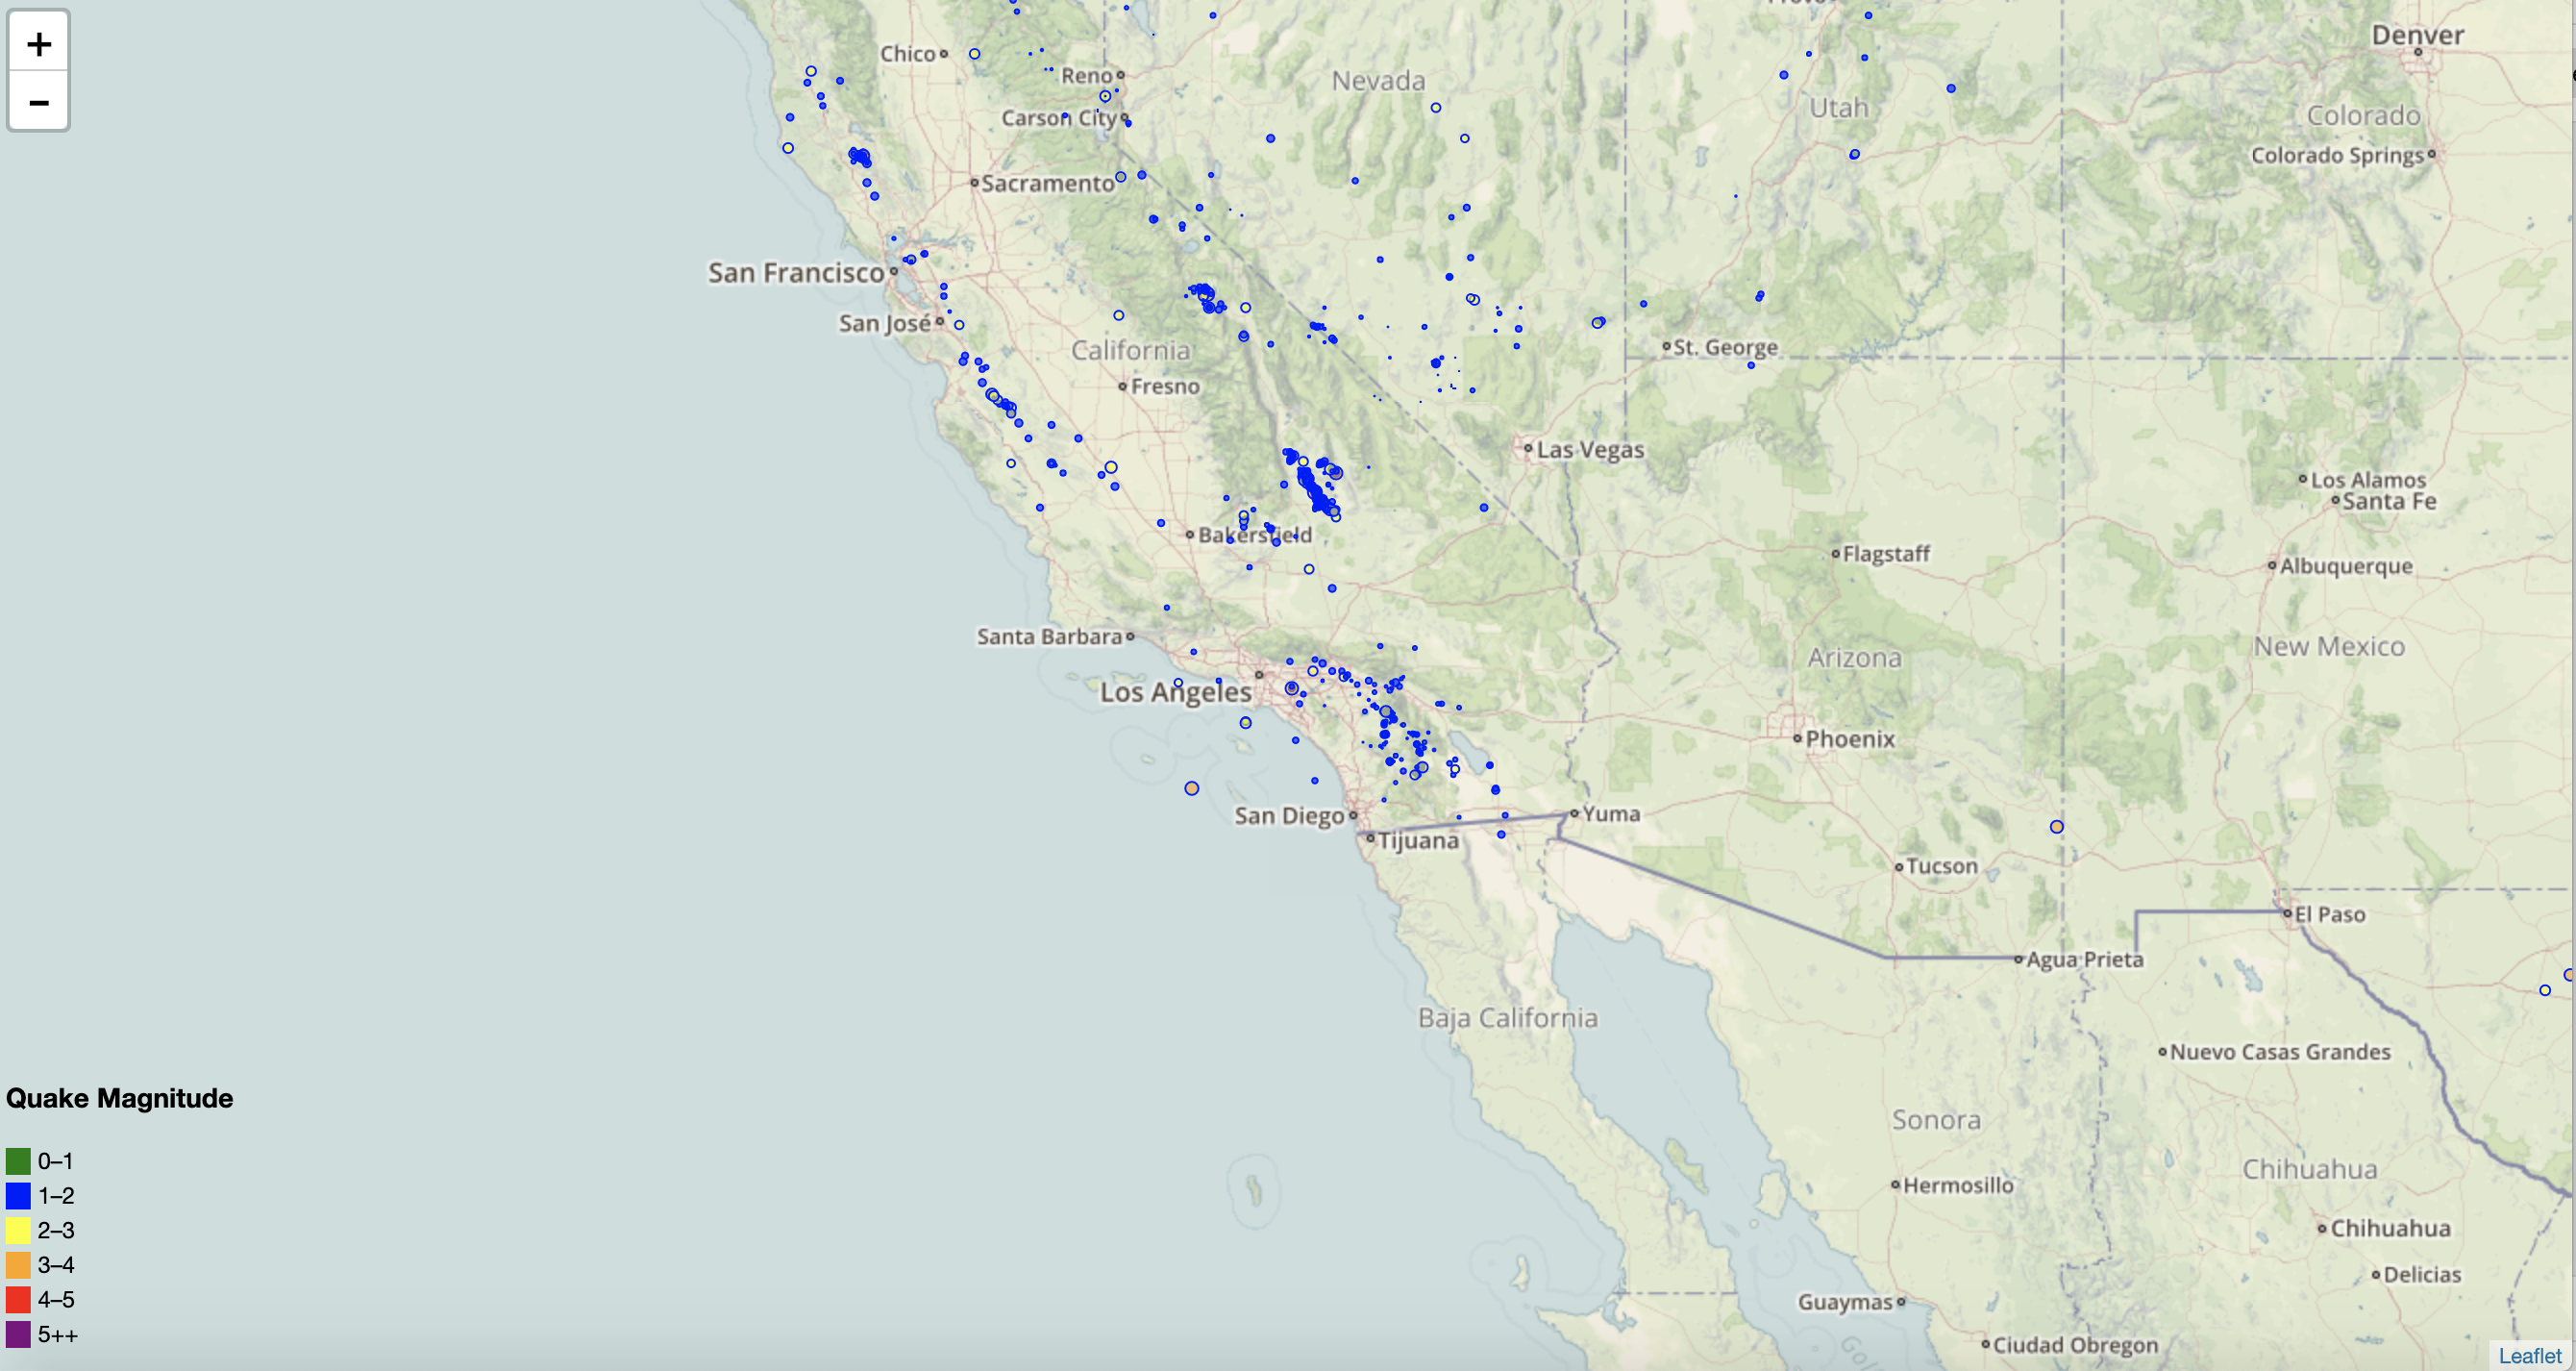 +
−
Provo
Denver
Chico
Reno
Nevada
Utah
Colorado
Carson City
Colorado Springs
Sacramento
San Francisco
San José
California
St. George
Fresno
Las Vegas
Los Alamos
Santa Fe
Bakersfield
Flagstaff
Albuquerque
Santa Barbara
New Mexico
Arizona
Los Angeles
Phoenix
San Diego
Yuma
Tijuana
Tucson
El Paso
Agua Prieta
Baja California
Nuevo Casas Grandes
Quake Magnitude
Sonora
0–1
Chihuahua
Hermosillo
1–2
2–3
Chihuahua
3–4
Delicias
4–5
Guaymas
5++
Ciudad Obregon
Leaflet